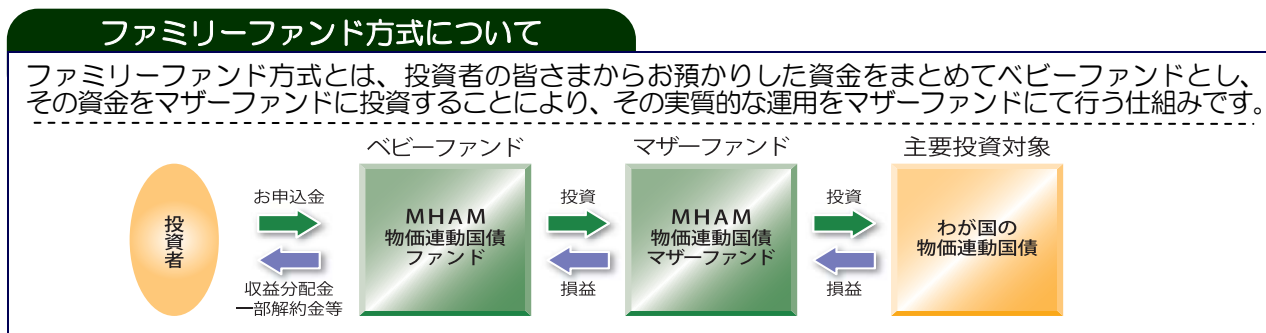 ファミリーファンド方式について
ファミリーファンド方式とは、投資者の皆さまからお預かりした資金をまとめてベビーファンドとし、
その資金をマザーファンドに投資することにより、その実質的な運用をマザーファンドにて行う仕組みです。
ベビーファンド
マザーファンド
主要投資対象
投資者
お申込金
収益分配金
一部解約金等
MHAM
物価連動国債
ファンド
投資
損益
MHAM
物価連動国債
マザーファンド
投資
損益
わが国の
物価連動国債